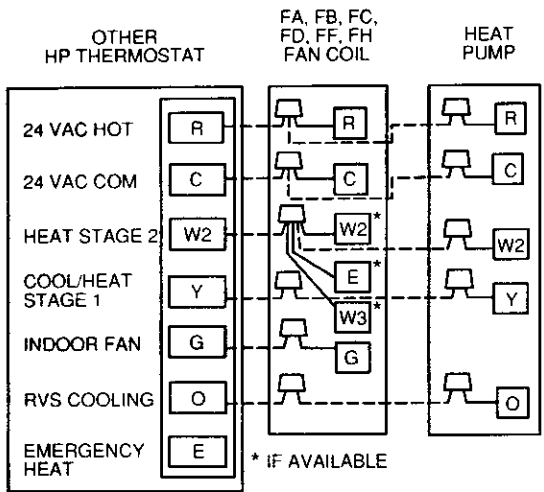 OTHER
HP THERMOSTAT
FA, FB, FC,
FD, FF, FH
FAN COIL
HEAT
PUMP
24 VAC HOT R R R
24 VAC COM C C C
HEAT STAGE 2 W2 W2* W2
E*
COOL/HEAT
STAGE 1 Y Y
W3*
INDOOR FAN G G
RVS COOLING O O
EMERGENCY
HEAT E
* IF AVAILABLE